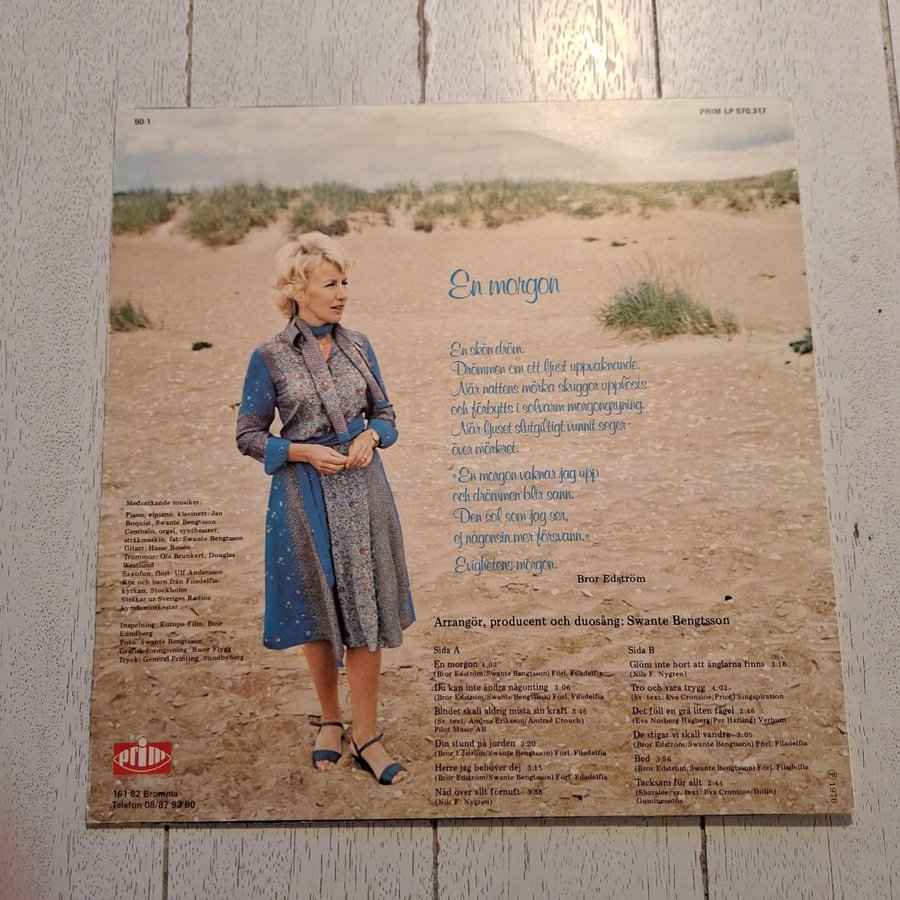 50-1
PRIM LP 570.317
En morgon
En skön dröm.
Drömmen om ett ljust uppvaknande.
När nattens mörka skuggor upplösts
och förbytts i solvarm morgongryning.
När ljuset slutgiltigt vunnit seger
över mörkret.
«En morgon vaknar jag upp
och drömmen blir sann.
Den sol som jag ser,
ej någonsin mer försvann.»
Evighetens morgon.
Bror Edström
Medverkande musiker:
Piano, elpiano, klavinett: Jan
Boquist, Swante Bengtsson
Cembalo, orgel, synthesizer,
stråkmaskin, fat: Swante Bengtsson
Gitarr: Hasse Rosén
Trummor: Ola Brunkert, Douglas
Westlund
Saxofon, flöjt: Ulf Andersson
Kör och barn från Filadelfia-
kyrkan, Stockholm
Stråkar ur Sveriges Radios
Symfoniorkester
Inspelning: Europa-Film, Boje
Lundberg
Foto: Swante Bengtsson
Grafisk formgivning: Rune Flygg
Tryck: General Printing, Sundbyberg
prim
161 82 Bromma
Telefon 08/87 93 80
Arrangör, producent och duosång: Swante Bengtsson
Sida A
En morgon 4:03
(Bror Edström/Swante Bengtsson) Förl. Filadelfia
Du kan inte ändra någonting 3:06
(Bror Edström/Swante Bengtsson) Förl. Filadelfia
Blodet skall aldrig mista sin kraft 3:46
(Sv. text: Anders Eriksson/Andraé Crouch)
Pilot Music AB
Din stund på jorden 3:20
(Bror Edström/Swante Bengtsson) Förl. Filadelfia
Herre jag behöver dej 3:15
(Bror Edström/Swante Bengtsson) Förl. Filadelfia
Nåd över allt förnuft 3:36
(Nils F. Nygren)
Sida B
Glöm inte bort att änglarna finns 3:16
(Nils F. Nygren)
Tro och vara trygg 4:02
(Sv text: Eva Cronsioe/Price) Singspiration
Det föll en grå liten fågel 2:46
(Eva Norberg-Hagberg/Per Harling) Verbum
De stigar vi skall vandra 3:05
(Bror Edström/Swante Bengtsson) Förl. Filadelfia
Bed 3:56
(Bror Edström/Swante Bengtsson) Förl. Filadelfia
Tacksam för allt 2:44
(Sharalee, sv. text: Eva Cronsioe/Dolin)
Gummessons
℗ 1976